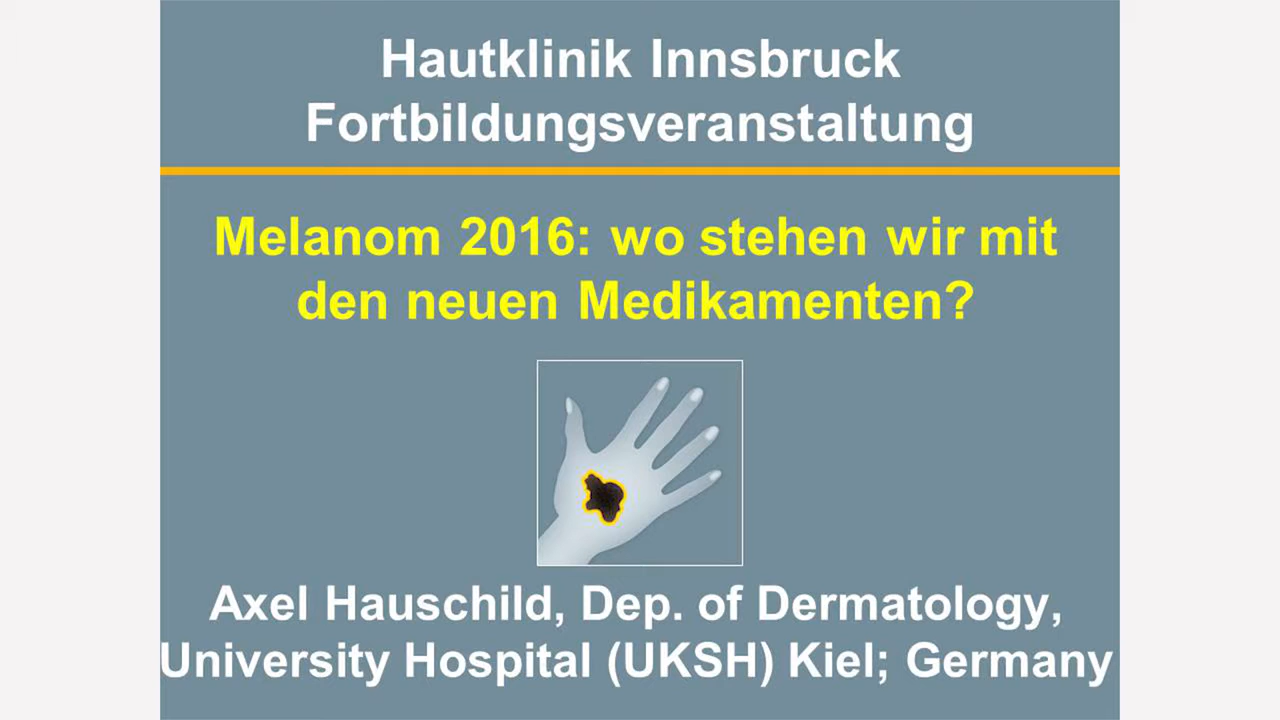 Hautklinik Innsbruck
Fortbildungsveranstaltung
Melanom 2016: wo stehen wir mit
den neuen Medikamenten?
Axel Hauschild, Dep. of Dermatology,
University Hospital (UKSH) Kiel; Germany